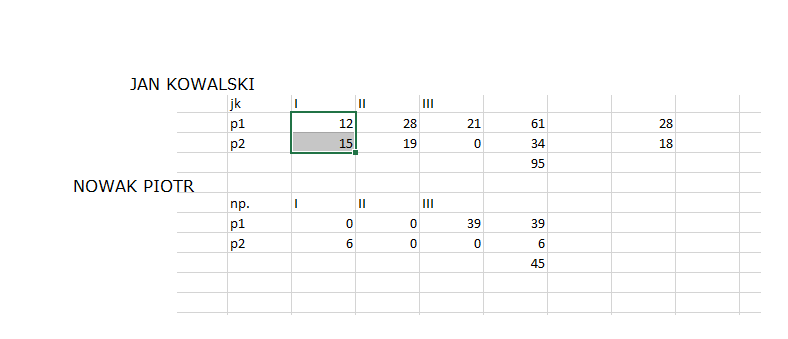 JAN KOWALSKI
jk I II III
p1 12 28 21 61 28
p2 15 19 0 34 18
95
NOWAK PIOTR
np. I II III
p1 0 0 39 39
p2 6 0 0 6
45